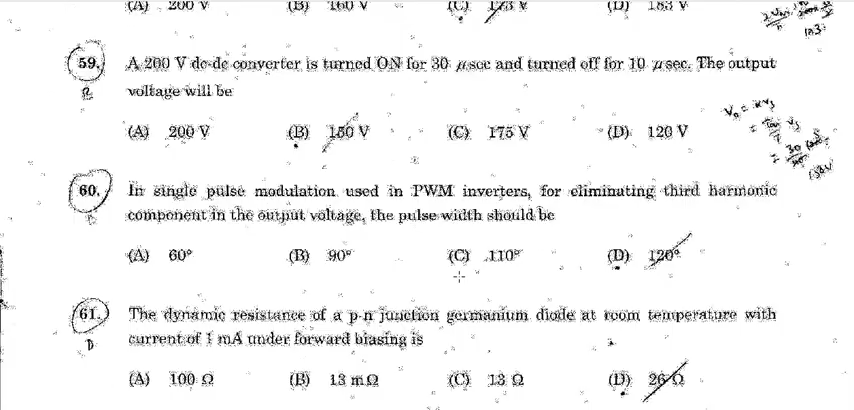 (A) 200 V (B) 160 V (C) 173 V (D) 183 V
59. A 200 V dc-dc converter is turned ON for 30 μsec and turned off for 10 μsec. The output
voltage will be
(A) 200 V (B) 150 V (C) 175 V (D) 120 V
60. In single pulse modulation used in PWM inverters, for eliminating third harmonic
component in the output voltage, the pulse width should be
(A) 60° (B) 90° (C) 110° (D) 120°
61. The dynamic resistance of a p-n junction germanium diode at room temperature with
D
current of 1 mA under forward biasing is
(A) 100 Ω (B) 13 mΩ (C) 13 Ω (D) 26 Ω